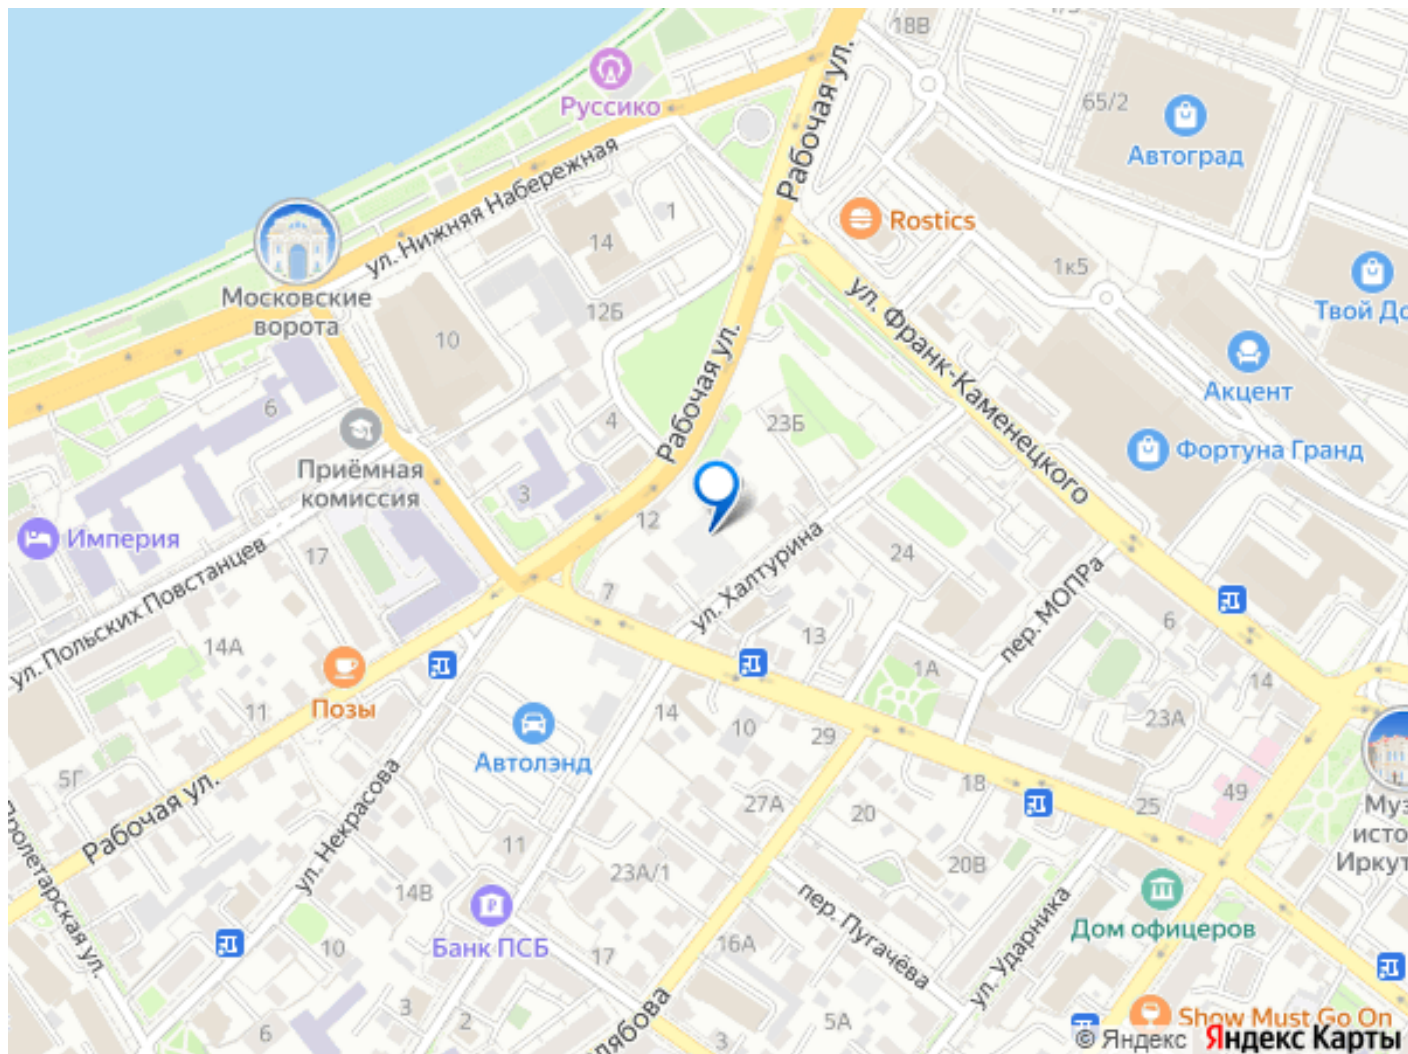 18В
65/2
Руссико
Рабочая ул.
Автоград
ул. Нижняя Набережная
1
14
Rostics
1к5
Московские
ворота
12Б
ул. Франк-Каменецкого
Твой До
10
Рабочая ул.
Акцент
6
4
23Б
Приёмная
комиссия
Фортуна Гранд
3
12
Империя
17
ул. Халтурина
24
ул. Польских Повстанцев
7
пер. МОПРа
6
14А
13
1А
14
Позы
11
14
10
29
23А
Автолэнд
5Г
18
49
25
Рабочая ул.
27А
20
Муз
исто
Ирку
Пролетарская ул.
ул. Некрасова
11
23А/1
20В
14В
пер. Пугачёва
Дом офицеров
Банк ПСБ
10
17
16А
ул. Ударника
3
2
6
лябова
5А
Show Must Go On
© Яндекс Яндекс Карты